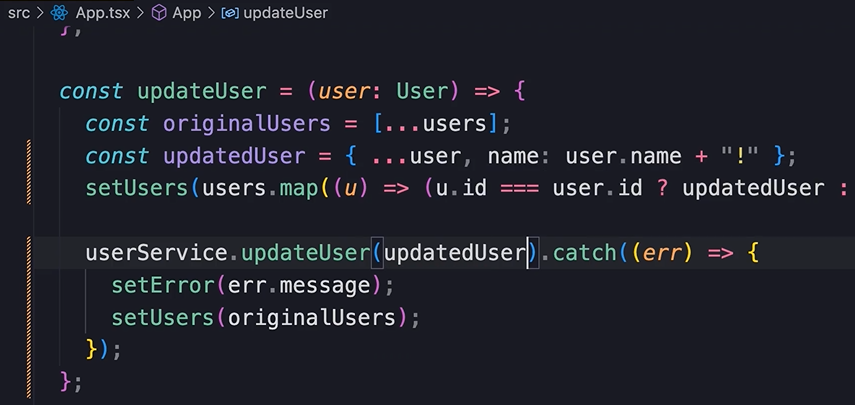 src > App.tsx > App > updateUser
};
const updateUser = (user: User) => {
const originalUsers = [...users];
const updatedUser = { ...user, name: user.name + "!" };
setUsers(users.map((u) => (u.id === user.id ? updatedUser :
userService.updateUser(updatedUser).catch((err) => {
setError(err.message);
setUsers(originalUsers);
});
};